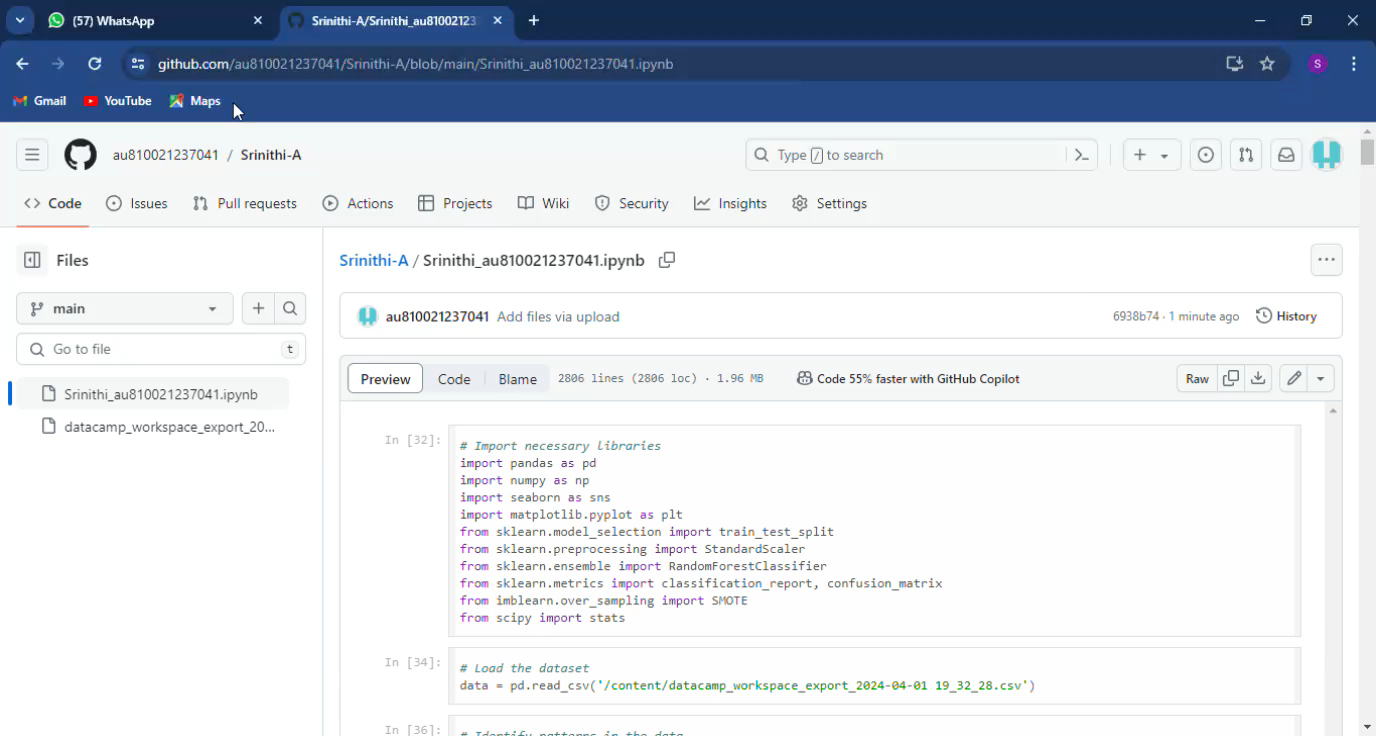 (57) WhatsApp
Srinithi-A/Srinithi_au81002123
github.com/au810021237041/Srinithi-A/blob/main/Srinithi_au810021237041.ipynb
S
Gmail YouTube Maps
au810021237041 / Srinithi-A
Type / to search
Code Issues Pull requests Actions Projects Wiki Security Insights Settings
Files
main
Go to file t
Srinithi_au810021237041.ipynb
datacamp_workspace_export_20...
Srinithi-A / Srinithi_au810021237041.ipynb
au810021237041 Add files via upload
6938b74 · 1 minute ago History
Preview Code Blame 2806 lines (2806 loc) · 1.96 MB Code 55% faster with GitHub Copilot Raw
In [32]:
# Import necessary libraries
import pandas as pd
import numpy as np
import seaborn as sns
import matplotlib.pyplot as plt
from sklearn.model_selection import train_test_split
from sklearn.preprocessing import StandardScaler
from sklearn.ensemble import RandomForestClassifier
from sklearn.metrics import classification_report, confusion_matrix
from imblearn.over_sampling import SMOTE
from scipy import stats
In [34]:
# Load the dataset
data = pd.read_csv('/content/datacamp_workspace_export_2024-04-01 19_32_28.csv')
In [36]:
# Identify patterns in the data